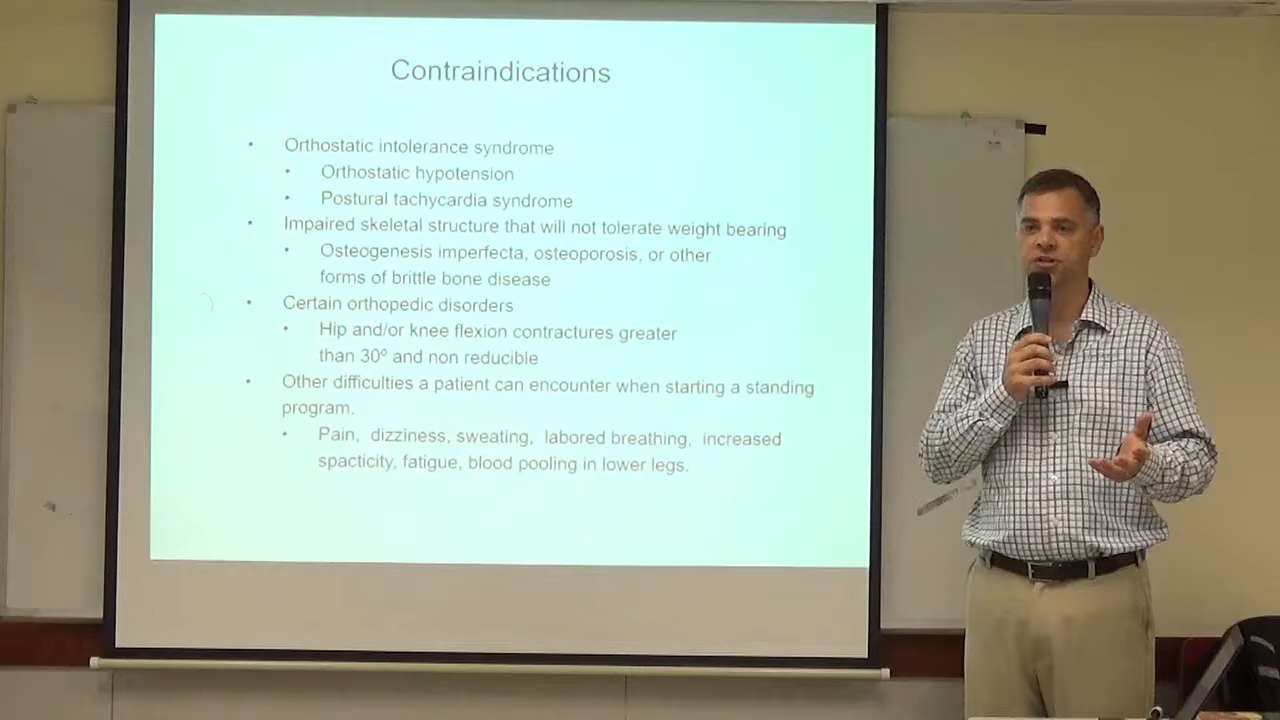 Contraindications
• Orthostatic intolerance syndrome
• Orthostatic hypotension
• Postural tachycardia syndrome
• Impaired skeletal structure that will not tolerate weight bearing
• Osteogenesis imperfecta, osteoporosis, or other
forms of brittle bone disease
• Certain orthopedic disorders
• Hip and/or knee flexion contractures greater
than 30º and non reducible
• Other difficulties a patient can encounter when starting a standing
program.
• Pain, dizziness, sweating, labored breathing, increased
spacticity, fatigue, blood pooling in lower legs.